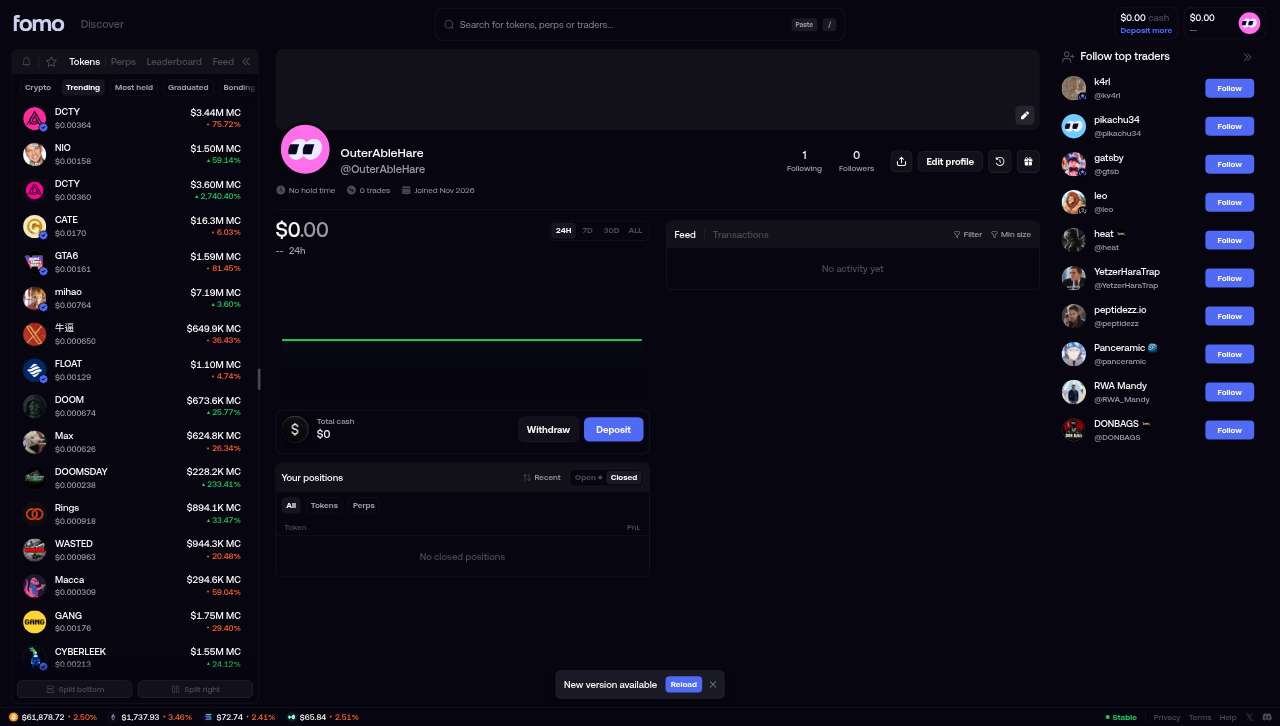 fomo Discover Search for tokens, perps or traders... Paste / $0.00 cash $0.00
Deposit more --
Tokens Perps Leaderboard Feed
Crypto Trending Most held Graduated Bonding
DCTY $3.44M MC
$0.00364 75.72%
NIO $1.50M MC
$0.00158 59.14%
DCTY $3.60M MC
$0.00360 2,740.40%
CATE $16.3M MC
$0.0170 6.03%
GTA6 $1.59M MC
$0.00161 81.45%
mihao $7.19M MC
$0.00764 3.60%
牛逼 $649.9K MC
$0.000650 36.43%
FLOAT $1.10M MC
$0.00129 4.74%
DOOM $673.6K MC
$0.000674 25.77%
Max $624.8K MC
$0.000626 26.34%
DOOMSDAY $228.2K MC
$0.000238 233.41%
Rings $894.1K MC
$0.000918 33.47%
WASTED $944.3K MC
$0.000963 20.48%
Macca $294.6K MC
$0.000309 59.04%
GANG $1.75M MC
$0.00176 29.40%
CYBERLEEK $1.55M MC
$0.00213 24.12%
Split bottom Split right
OuterAbleHare
@OuterAbleHare
1 Following
0 Followers
Edit profile
No hold time 0 trades Joined Nov 2026
$0.00 24H 7D 30D ALL
-- 24h
Total cash
$0
Withdraw Deposit
Your positions Recent Open Closed
All Tokens Perps
Token PnL
No closed positions
Feed Transactions Filter Min size
No activity yet
Follow top traders
k4rl
@kv4rl
Follow
pikachu34
@pikachu34
Follow
gatsby
@gtsb
Follow
leo
@leo
Follow
heat
@heat
Follow
YetzerHaraTrap
@YetzerHaraTrap
Follow
peptidezz.io
@peptidezz
Follow
Panceramic
@panceramic
Follow
RWA Mandy
@RWA_Mandy
Follow
DONBAGS
@DONBAGS
Follow
New version available Reload
$61,878.72 2.50% $1,737.93 3.46% $72.74 2.41% $65.84 2.51% Stable Privacy Terms Help